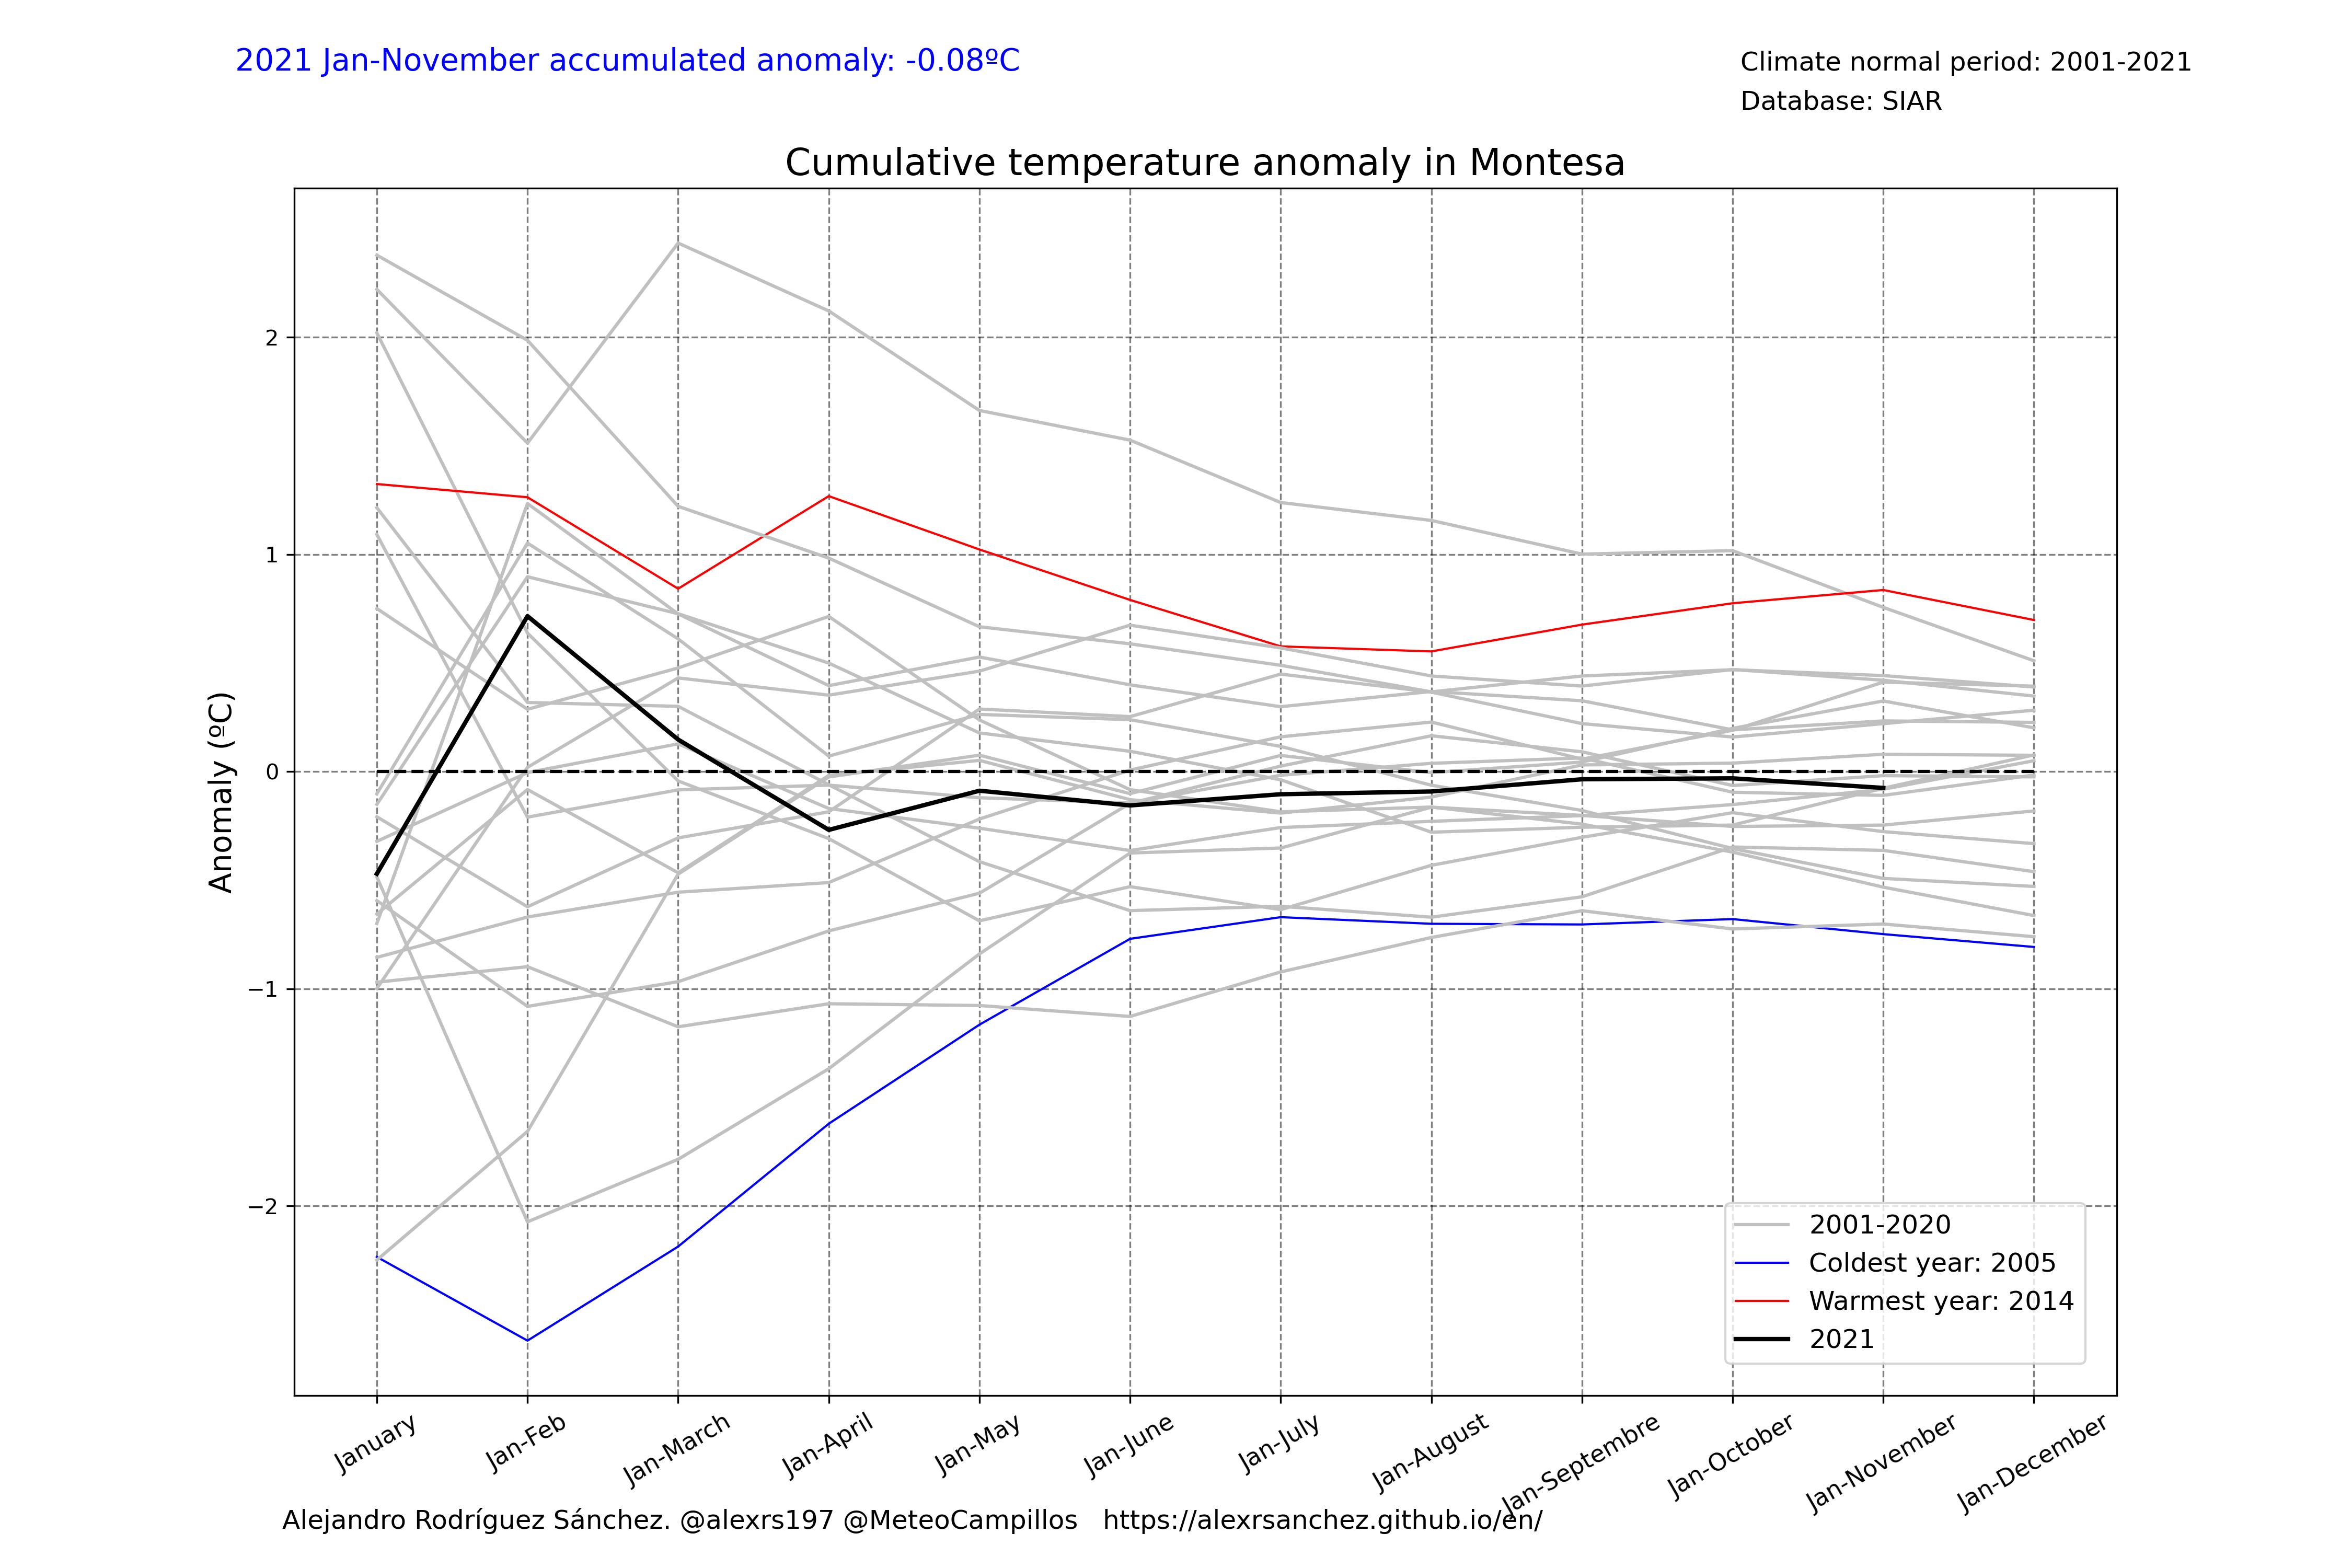 2021 Jan-November accumulated anomaly: -0.08ºC
Climate normal period: 2001-2021
Database: SIAR
Cumulative temperature anomaly in Montesa
Anomaly (ºC)
2
1
0
−1
−2
2001-2020
Coldest year: 2005
Warmest year: 2014
2021
January
Jan-Feb
Jan-March
Jan-April
Jan-May
Jan-June
Jan-July
Jan-August
Jan-Septembre
Jan-October
Jan-November
Jan-December
Alejandro Rodríguez Sánchez. @alexrs197 @MeteoCampillos https://alexrsanchez.github.io/en/